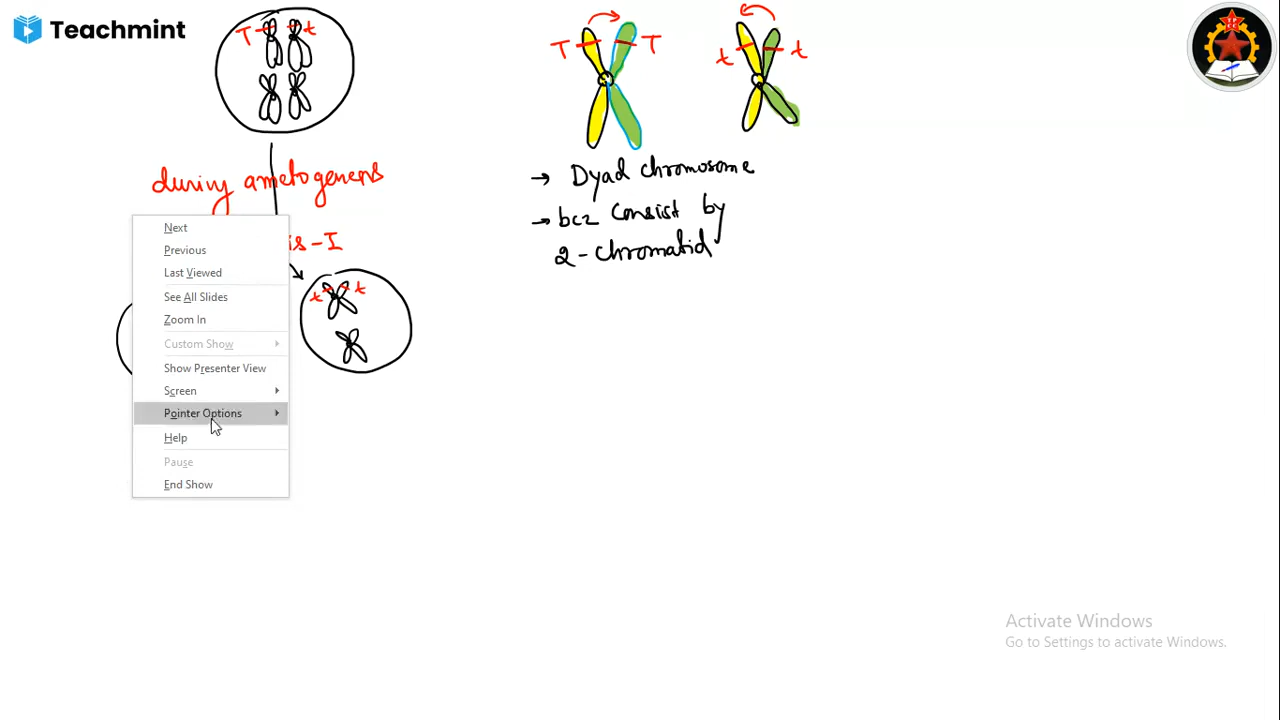 Teachmint
T t
T T t t
→ Dyad chromosome
→ bcz consist by
2-chromatid
during ametogenesis
is-I
t t
Next
Previous
Last Viewed
See All Slides
Zoom In
Custom Show
Show Presenter View
Screen
Pointer Options
Help
Pause
End Show
Activate Windows
Go to Settings to activate Windows.